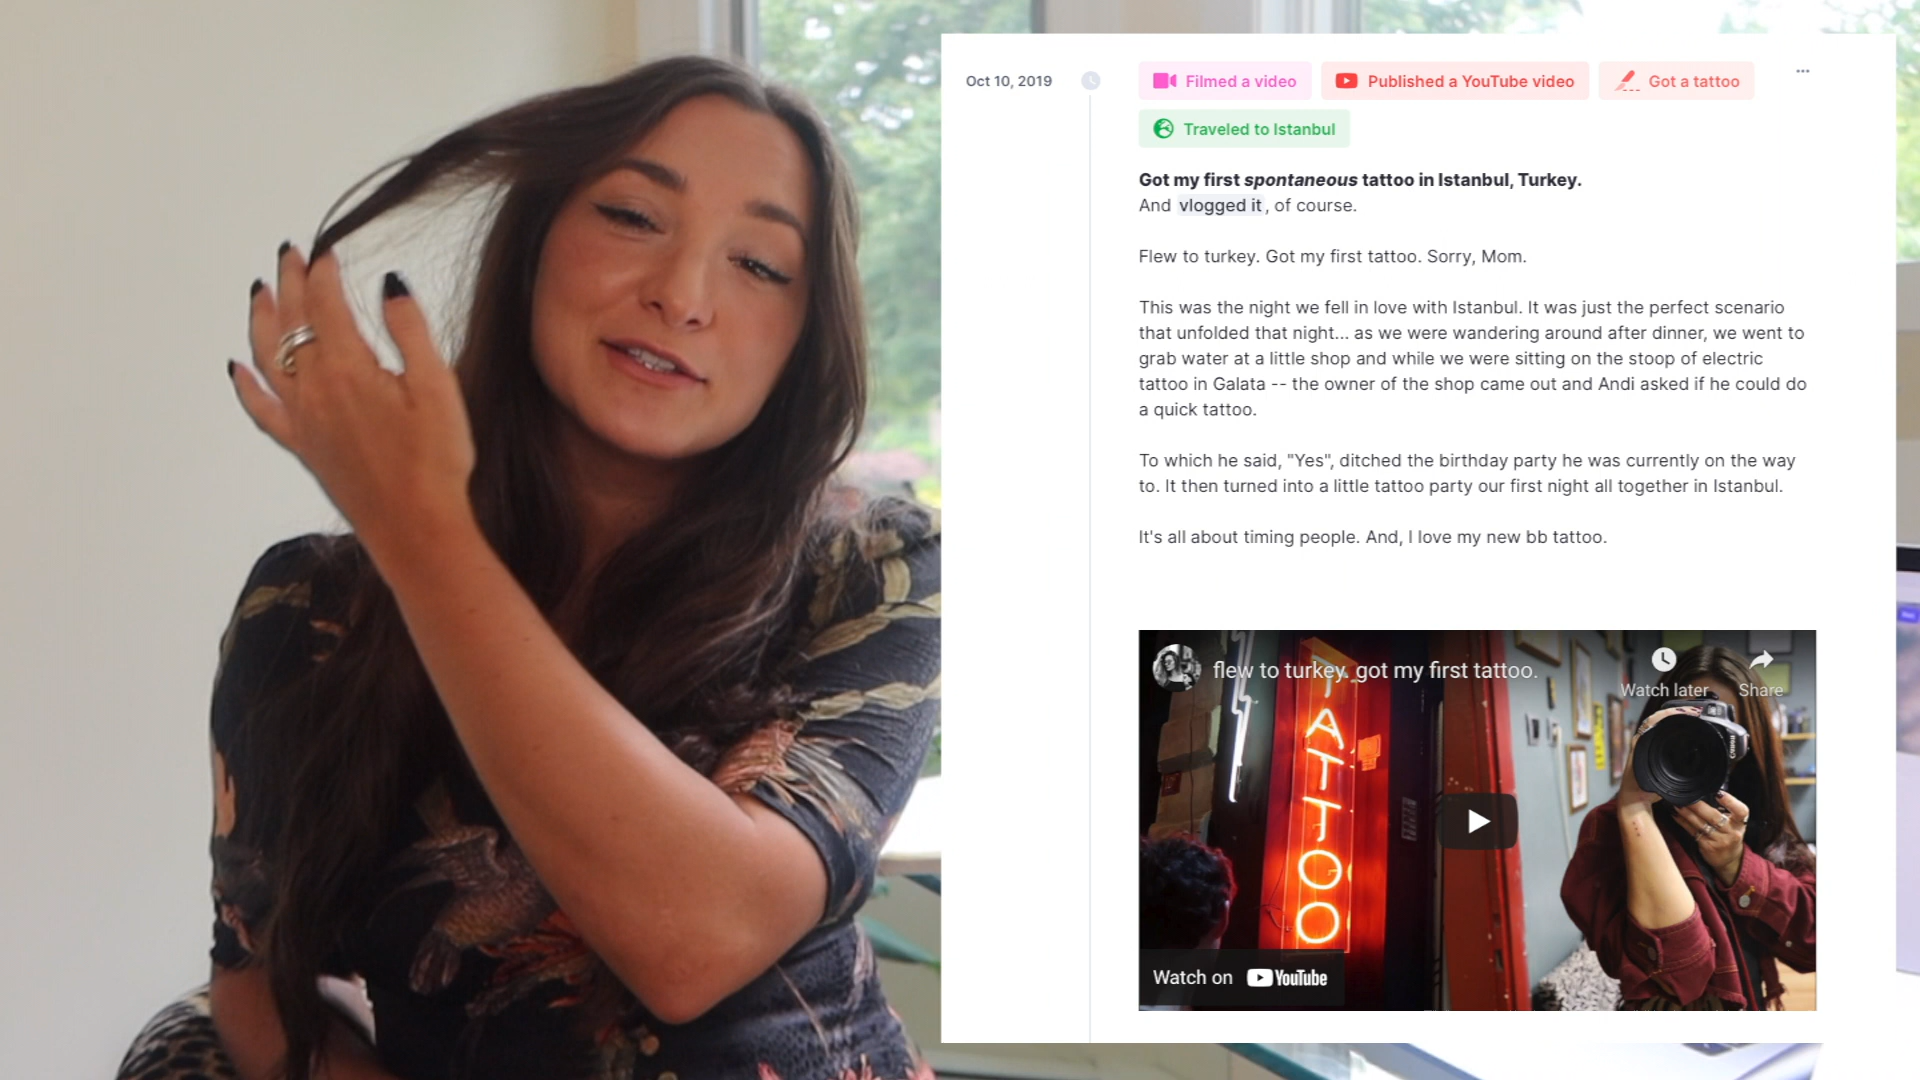 Oct 10, 2019
Filmed a video
Published a YouTube video
Got a tattoo
Traveled to Istanbul
Got my first spontaneous tattoo in Istanbul, Turkey.
And vlogged it, of course.
Flew to turkey. Got my first tattoo. Sorry, Mom.
This was the night we fell in love with Istanbul. It was just the perfect scenario
that unfolded that night... as we were wandering around after dinner, we went to
grab water at a little shop and while we were sitting on the stoop of electric
tattoo in Galata -- the owner of the shop came out and Andi asked if he could do
a quick tattoo.
To which he said, "Yes", ditched the birthday party he was currently on the way
to. It then turned into a little tattoo party our first night all together in Istanbul.
It's all about timing people. And, I love my new bb tattoo.
flew to turkey. got my first tattoo.
Watch later
Share
TATTOO
Canon
Watch on YouTube